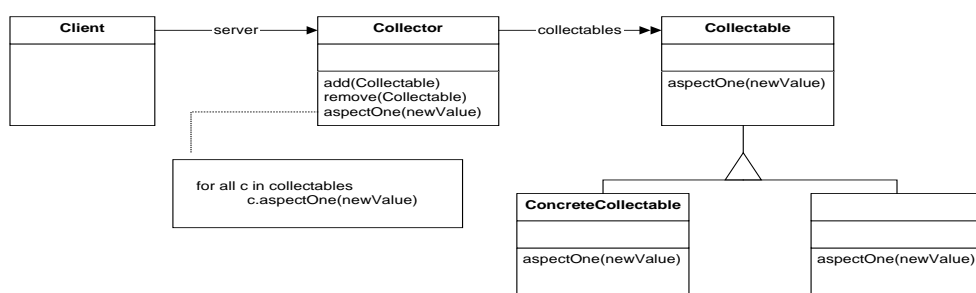 Client
server
Collector
collectables
Collectable
add(Collectable)
remove(Collectable)
aspectOne(newValue)
aspectOne(newValue)
for all c in collectables
c.aspectOne(newValue)
ConcreteCollectable
aspectOne(newValue)
aspectOne(newValue)